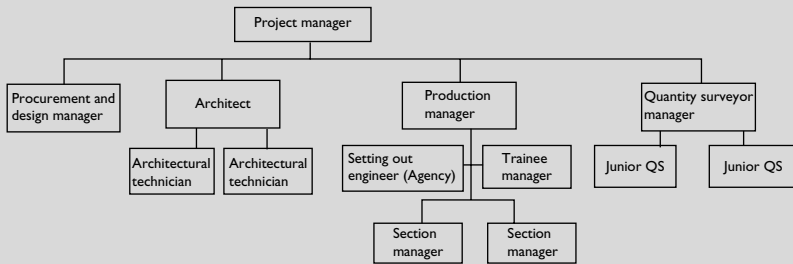 Project manager
Procurement and
design manager
Architect
Production
manager
Quantity surveyor
manager
Architectural
technician
Architectural
technician
Setting out
engineer (Agency)
Trainee
manager
Junior QS
Junior QS
Section
manager
Section
manager